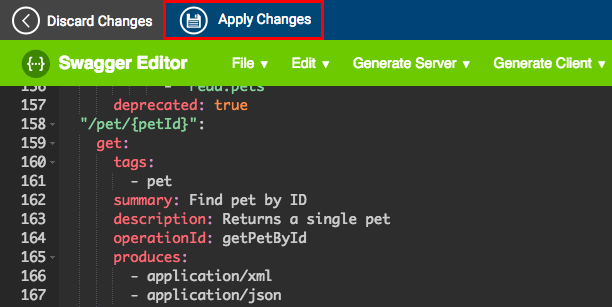 Discard Changes Apply Changes
{...} Swagger Editor File ▾ Edit ▾ Generate Server ▾ Generate Client ▾
156 - read:pets
157 deprecated: true
158 "/pet/{petId}":
159 get:
160 tags:
161 - pet
162 summary: Find pet by ID
163 description: Returns a single pet
164 operationId: getPetById
165 produces:
166 - application/xml
167 - application/json